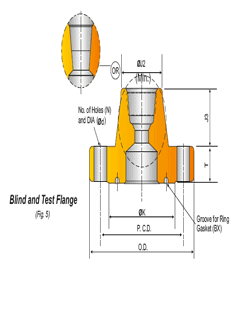 OR
ØJ2
(Min.)
No. of Holes (N)
and DIA (Ød)
J3
T
Blind and Test Flange
(Fig. 5)
ØK
Groove for Ring
Gasket (BX)
P. C.D.
O.D.